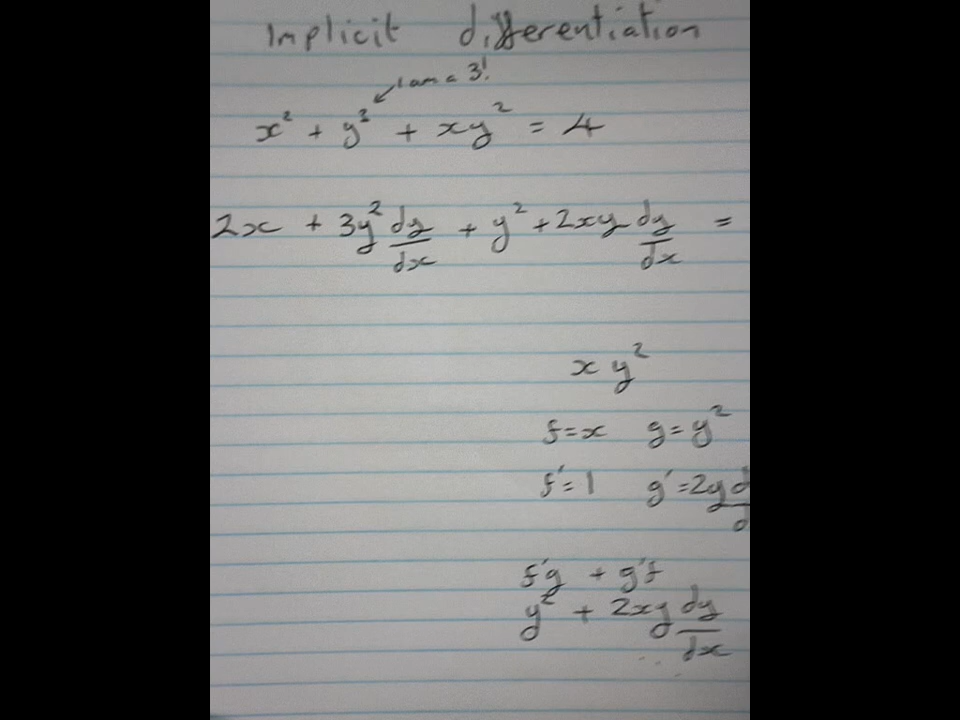 Implicit differentiation
I am a 3!
x² + y³ + xy² = 4
2x + 3y² dy/dx + y² + 2xy dy/dx =
x y²
f = x g = y²
f' = 1 g' = 2y d/d
f'g + g'f
y² + 2xy dy/dx